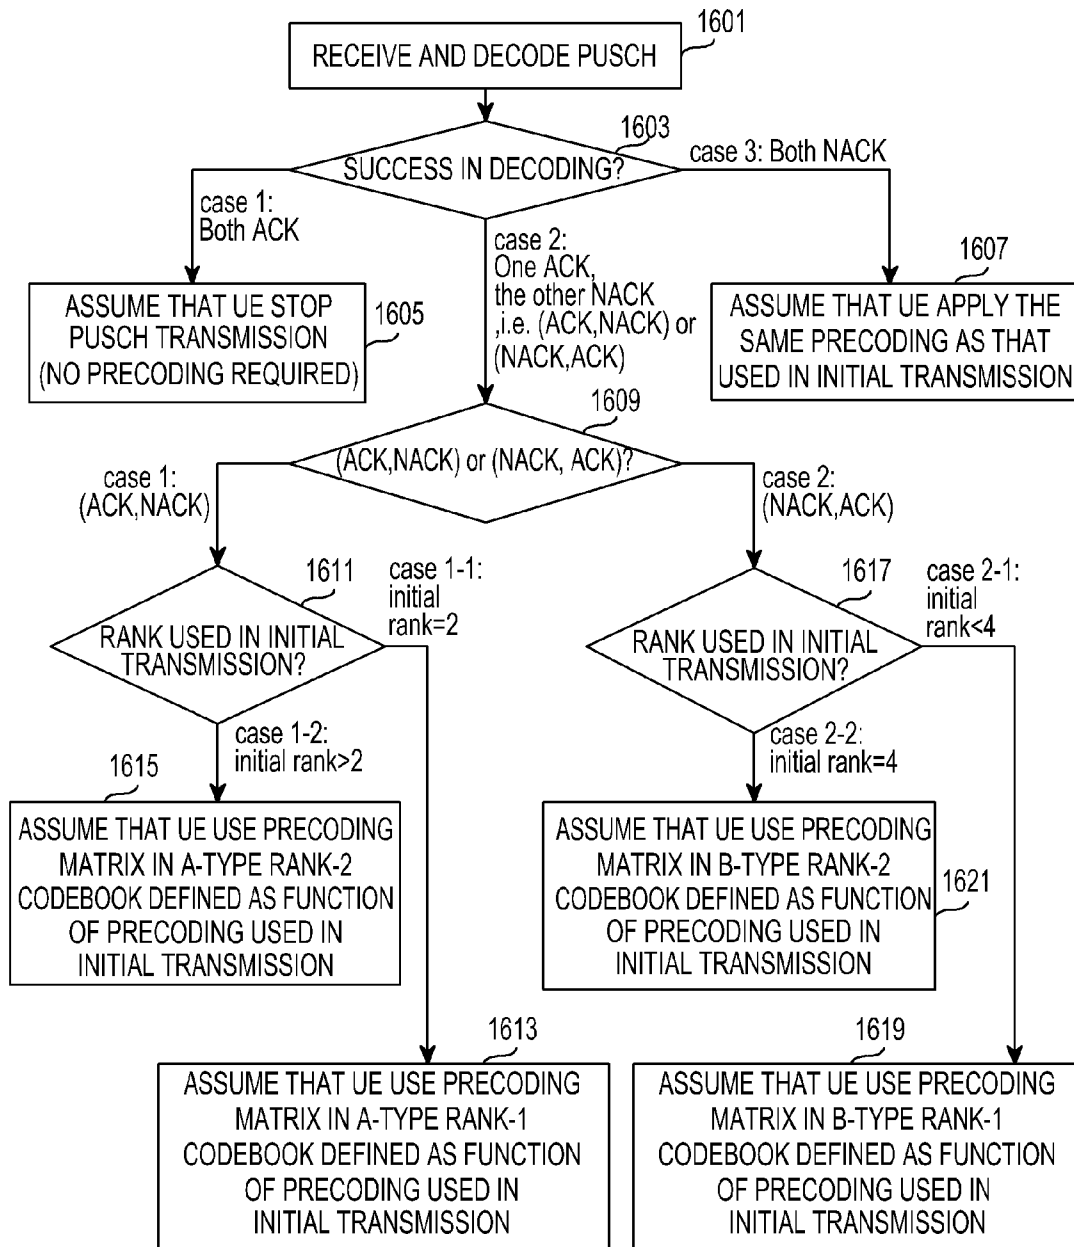 1601
RECEIVE AND DECODE PUSCH
1603
SUCCESS IN DECODING?
case 3: Both NACK
case 1:
Both ACK
case 2:
One ACK,
the other NACK
,i.e. (ACK,NACK) or
(NACK,ACK)
1605
ASSUME THAT UE STOP
PUSCH TRANSMISSION
(NO PRECODING REQUIRED)
1607
ASSUME THAT UE APPLY THE
SAME PRECODING AS THAT
USED IN INITIAL TRANSMISSION
1609
(ACK,NACK) or (NACK, ACK)?
case 1:
(ACK,NACK)
case 2:
(NACK,ACK)
1611
RANK USED IN INITIAL
TRANSMISSION?
case 1-1:
initial
rank=2
1617
RANK USED IN INITIAL
TRANSMISSION?
case 2-1:
initial
rank<4
case 1-2:
initial rank>2
case 2-2:
initial rank=4
1615
ASSUME THAT UE USE PRECODING
MATRIX IN A-TYPE RANK-2
CODEBOOK DEFINED AS FUNCTION
OF PRECODING USED IN
INITIAL TRANSMISSION
ASSUME THAT UE USE PRECODING
MATRIX IN B-TYPE RANK-2
CODEBOOK DEFINED AS FUNCTION
OF PRECODING USED IN
INITIAL TRANSMISSION
1621
1613
ASSUME THAT UE USE PRECODING
MATRIX IN A-TYPE RANK-1
CODEBOOK DEFINED AS FUNCTION
OF PRECODING USED IN
INITIAL TRANSMISSION
1619
ASSUME THAT UE USE PRECODING
MATRIX IN B-TYPE RANK-1
CODEBOOK DEFINED AS FUNCTION
OF PRECODING USED IN
INITIAL TRANSMISSION